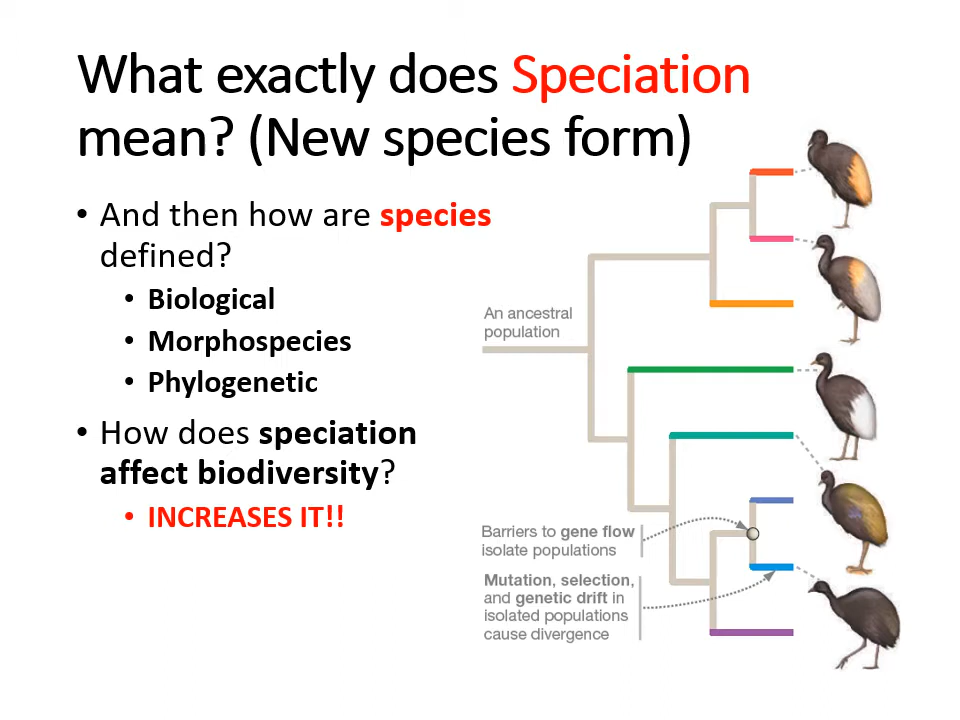 What exactly does Speciation
mean? (New species form)
• And then how are species
defined?
• Biological
• Morphospecies
• Phylogenetic
• How does speciation
affect biodiversity?
• INCREASES IT!!
An ancestral
population
Barriers to gene flow
isolate populations
Mutation, selection,
and genetic drift in
isolated populations
cause divergence